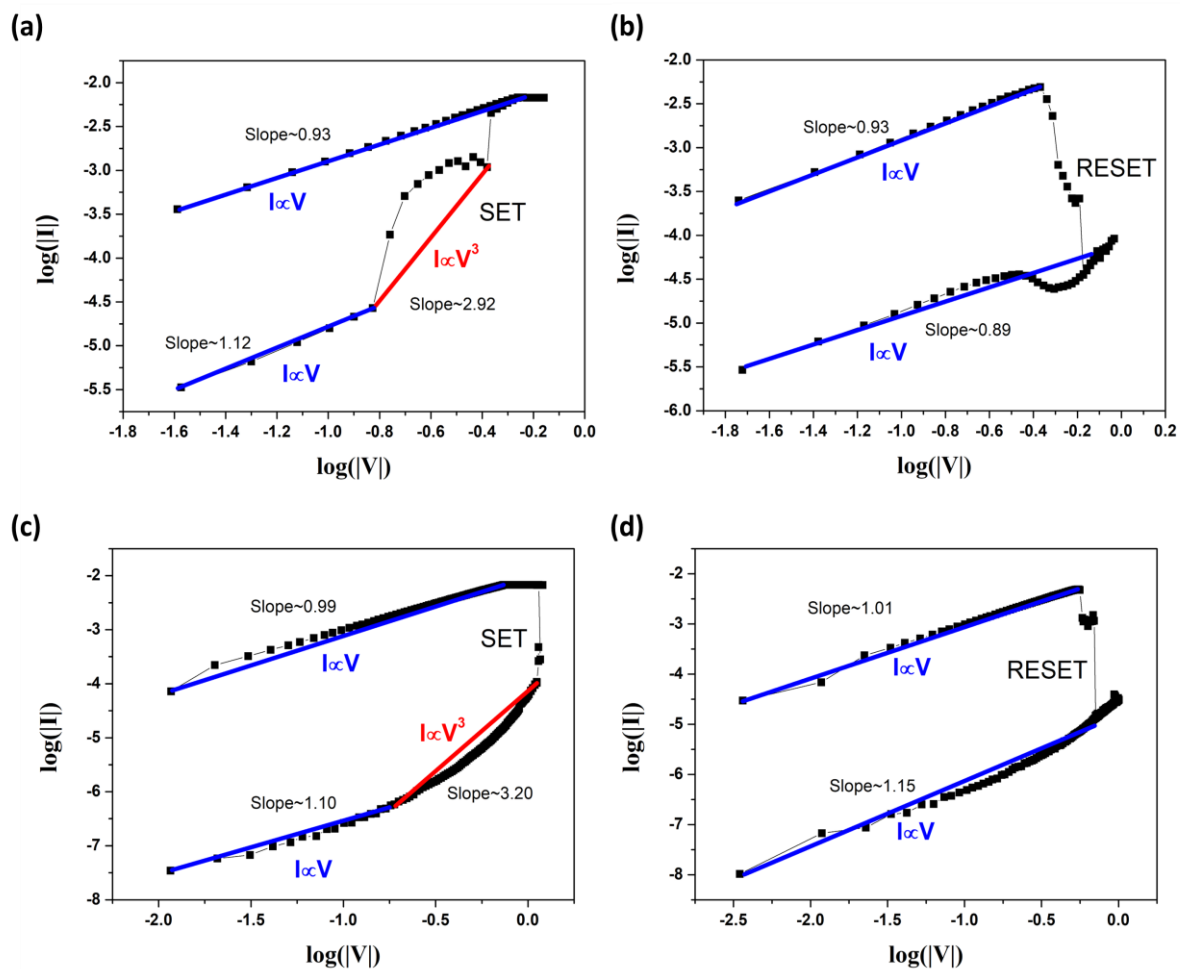 (a)
log(|I|)
-2.0
-2.5
-3.0
-3.5
-4.0
-4.5
-5.0
-5.5
Slope~0.93
I∝V
SET
I∝V³
Slope~2.92
Slope~1.12
I∝V
-1.8 -1.6 -1.4 -1.2 -1.0 -0.8 -0.6 -0.4 -0.2 0.0
log(|V|)
(b)
log(|I|)
-2.0
-2.5
-3.0
-3.5
-4.0
-4.5
-5.0
-5.5
-6.0
Slope~0.93
I∝V
RESET
Slope~0.89
I∝V
-1.8 -1.6 -1.4 -1.2 -1.0 -0.8 -0.6 -0.4 -0.2 0.0 0.2
log(|V|)
(c)
log(|I|)
-2
-3
-4
-5
-6
-7
-8
Slope~0.99
I∝V
SET
I∝V³
Slope~1.10
Slope~3.20
I∝V
-2.0 -1.5 -1.0 -0.5 0.0
log(|V|)
(d)
log(|I|)
-2
-3
-4
-5
-6
-7
-8
Slope~1.01
I∝V
RESET
Slope~1.15
I∝V
-2.5 -2.0 -1.5 -1.0 -0.5 0.0
log(|V|)